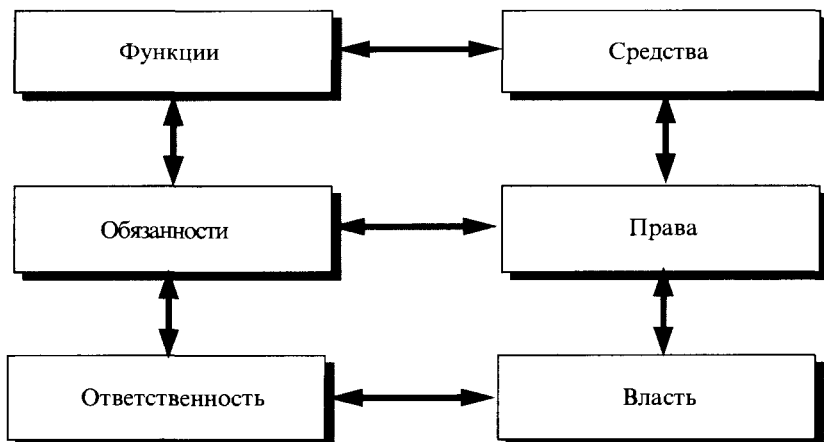 Функции
Средства
Обязанности
Права
Ответственность
Власть